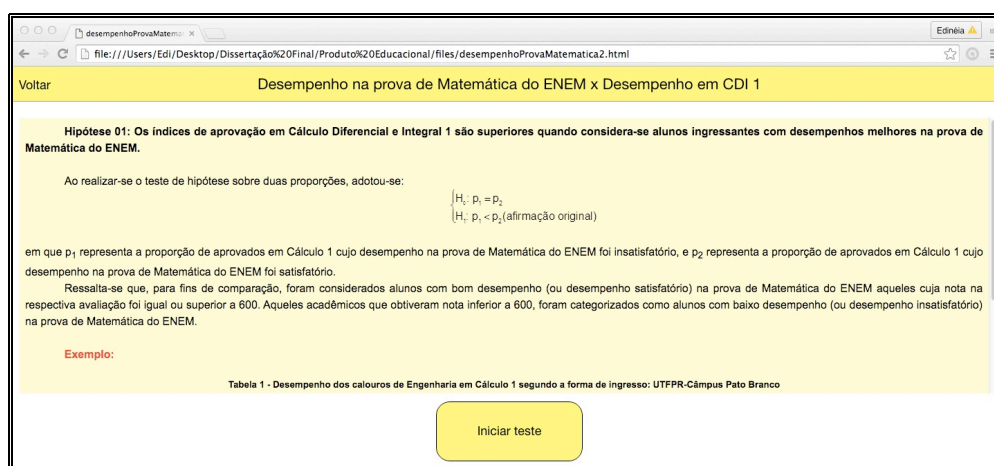 desempenhoProvaMatema
Edinéia
file:///Users/Edi/Desktop/Dissertação%20Final/Produto%20Educacional/files/desempenhoProvaMatematica2.html
Voltar
Desempenho na prova de Matemática do ENEM x Desempenho em CDI 1
Hipótese 01: Os índices de aprovação em Cálculo Diferencial e Integral 1 são superiores quando considera-se alunos ingressantes com desempenhos melhores na prova de
Matemática do ENEM.
Ao realizar-se o teste de hipótese sobre duas proporções, adotou-se:
H₀: p₁ = p₂
H₁: p₁ < p₂ (afirmação original)
em que p₁ representa a proporção de aprovados em Cálculo 1 cujo desempenho na prova de Matemática do ENEM foi insatisfatório, e p₂ representa a proporção de aprovados em Cálculo 1 cujo
desempenho na prova de Matemática do ENEM foi satisfatório.
Ressalta-se que, para fins de comparação, foram considerados alunos com bom desempenho (ou desempenho satisfatório) na prova de Matemática do ENEM aqueles cuja nota na
respectiva avaliação foi igual ou superior a 600. Aqueles acadêmicos que obtiveram nota inferior a 600, foram categorizados como alunos com baixo desempenho (ou desempenho insatisfatório)
na prova de Matemática do ENEM.
Exemplo:
Tabela 1 - Desempenho dos calouros de Engenharia em Cálculo 1 segundo a forma de ingresso: UTFPR-Câmpus Pato Branco
Iniciar teste